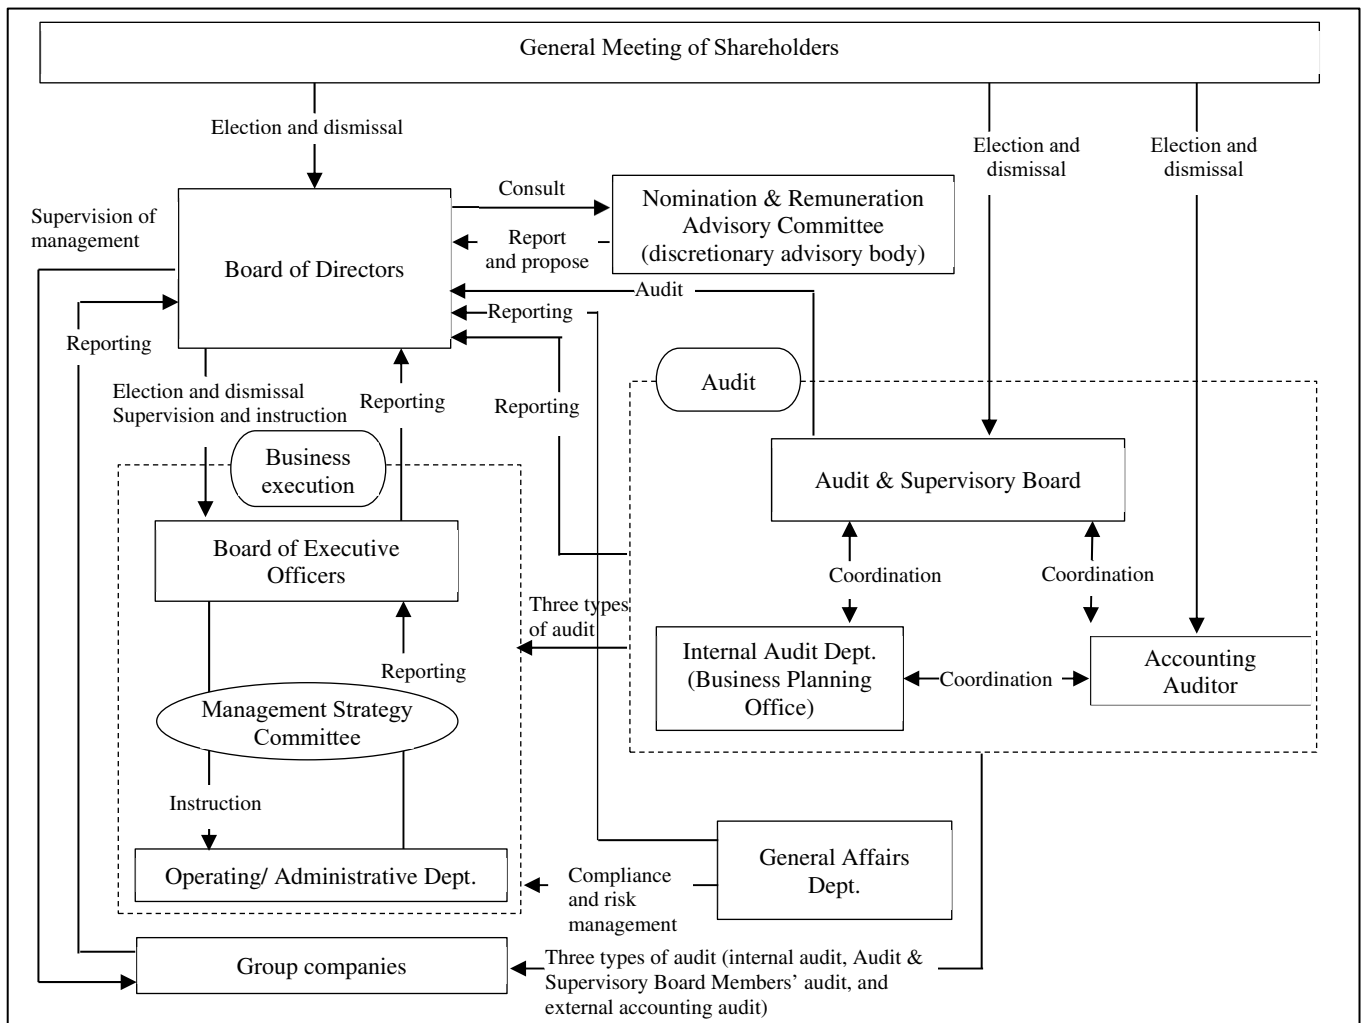 General Meeting of Shareholders
Election and dismissal
Election and
dismissal
Election and
dismissal
Supervision of
management
Board of Directors
Consult
Nomination & Remuneration
Advisory Committee
(discretionary advisory body)
Report
and propose
Audit
Reporting
Reporting
Election and dismissal
Supervision and instruction
Reporting
Reporting
Audit
Business
execution
Audit & Supervisory Board
Board of Executive
Officers
Coordination
Coordination
Three types
of audit
Internal Audit Dept.
(Business Planning
Office)
Coordination
Accounting
Auditor
Reporting
Management Strategy
Committee
Instruction
Operating/ Administrative Dept.
General Affairs
Dept.
Compliance
and risk
management
Group companies
Three types of audit (internal audit, Audit &
Supervisory Board Members’ audit, and
external accounting audit)